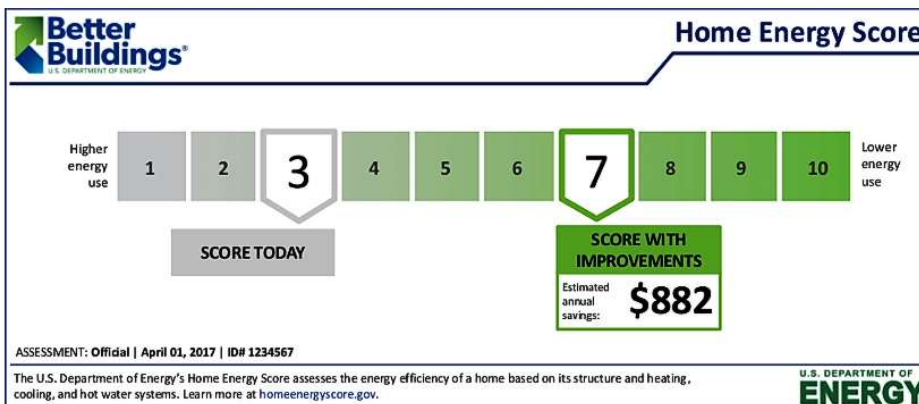 Better
Buildings®
U.S. DEPARTMENT OF ENERGY
Home Energy Score
Higher
energy
use
1 2 3 4 5 6 7 8 9 10
Lower
energy
use
SCORE TODAY
SCORE WITH
IMPROVEMENTS
Estimated
annual
savings:
$882
ASSESSMENT: Official | April 01, 2017 | ID# 1234567
The U.S. Department of Energy's Home Energy Score assesses the energy efficiency of a home based on its structure and heating,
cooling, and hot water systems. Learn more at homeenergyscore.gov.
U.S. DEPARTMENT OF
ENERGY